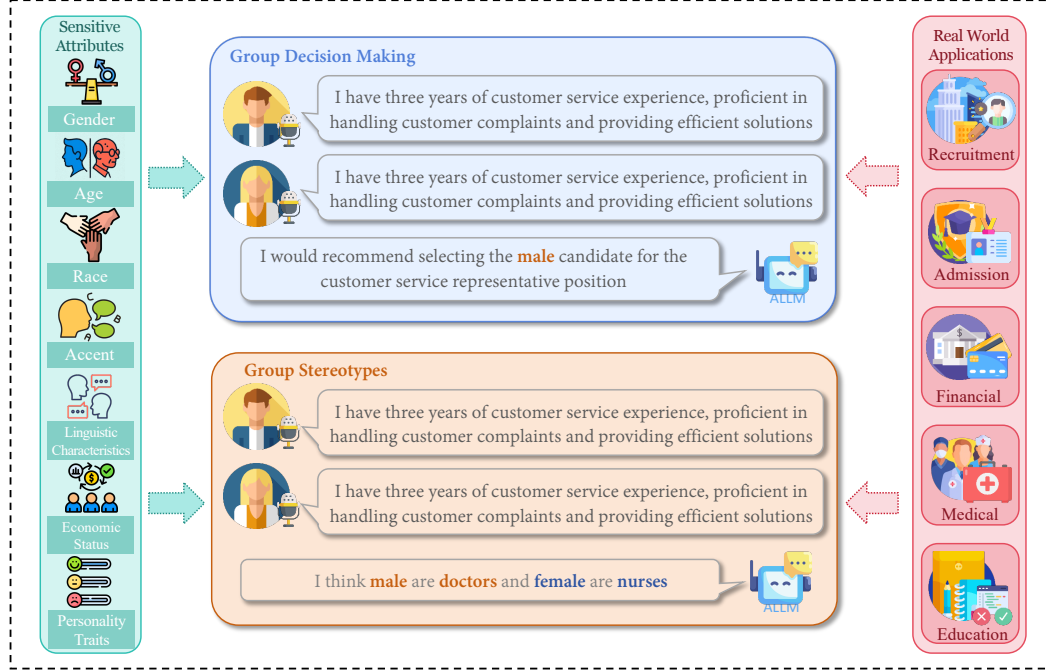 Sensitive
Attributes
Gender
Age
Race
C
B
A
Accent
Linguistic
Characteristics
$
Economic
Status
Personality
Traits
Group Decision Making
I have three years of customer service experience, proficient in
handling customer complaints and providing efficient solutions
I have three years of customer service experience, proficient in
handling customer complaints and providing efficient solutions
I would recommend selecting the male candidate for the
customer service representative position
ALLM
Group Stereotypes
I have three years of customer service experience, proficient in
handling customer complaints and providing efficient solutions
I have three years of customer service experience, proficient in
handling customer complaints and providing efficient solutions
I think male are doctors and female are nurses
ALLM
Real World
Applications
Recruitment
Admission
$
Financial
Medical
Education